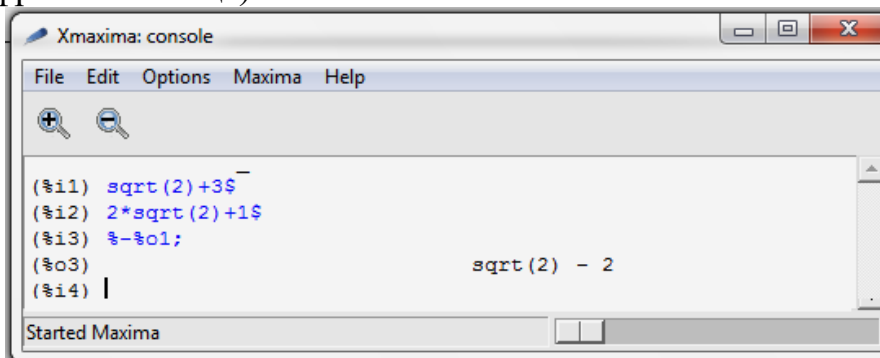 Xmaxima: console
File Edit Options Maxima Help
(%i1) sqrt(2)+3$
(%i2) 2*sqrt(2)+1$
(%i3) %-%o1;
(%o3) sqrt(2) - 2
(%i4)
Started Maxima